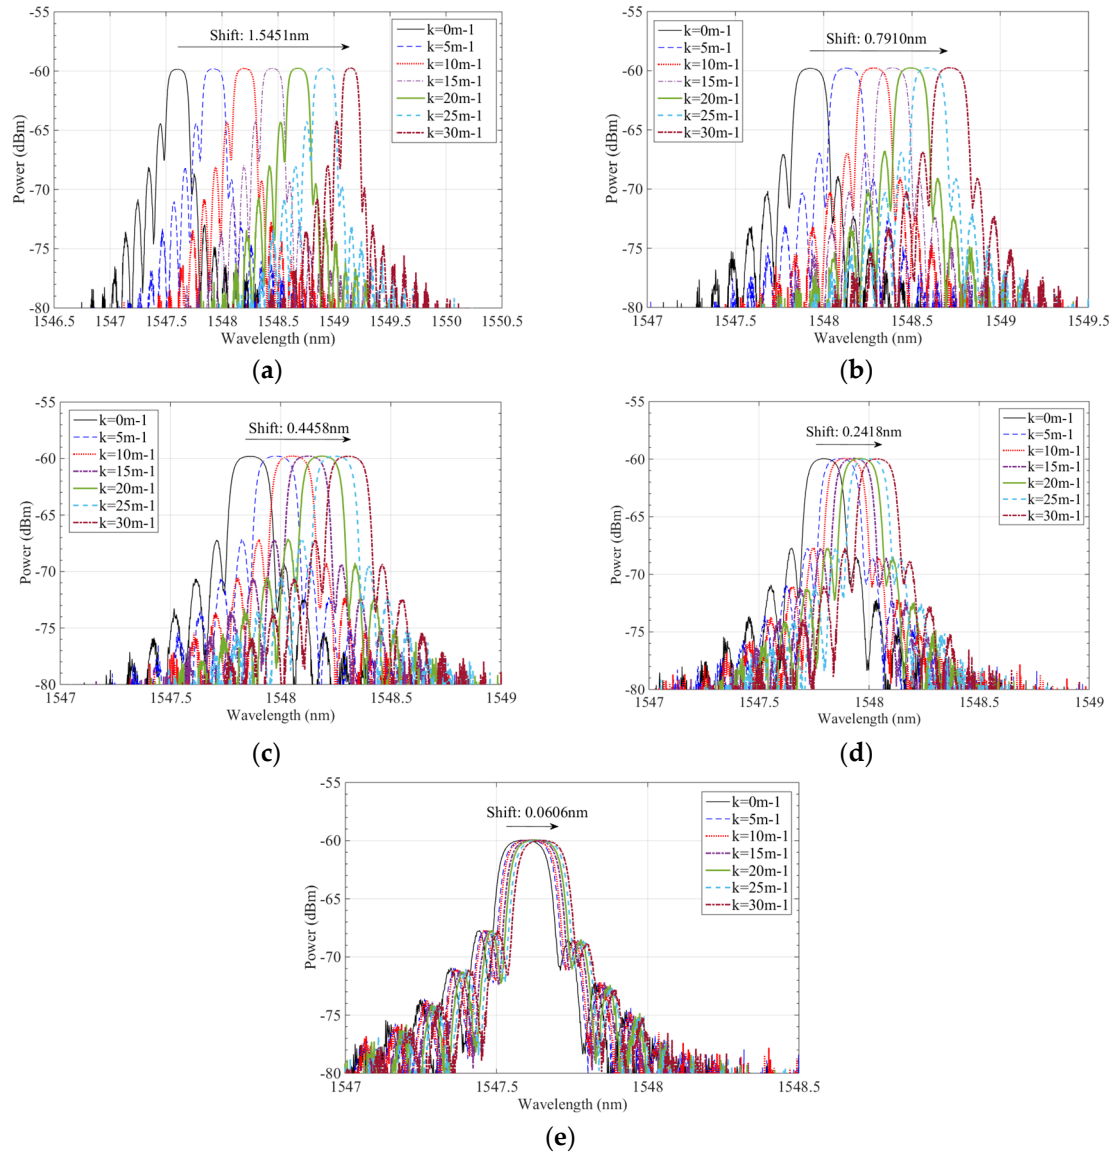 -55
-60
-65
-70
-75
-80
Power (dBm)
Shift: 1.5451nm
k=0m-1
k=5m-1
k=10m-1
k=15m-1
k=20m-1
k=25m-1
k=30m-1
1546.5 1547 1547.5 1548 1548.5 1549 1549.5 1550 1550.5
Wavelength (nm)
(a)
-55
-60
-65
-70
-75
-80
Power (dBm)
Shift: 0.7910nm
k=0m-1
k=5m-1
k=10m-1
k=15m-1
k=20m-1
k=25m-1
k=30m-1
1547 1547.5 1548 1548.5 1549 1549.5
Wavelength (nm)
(b)
-55
-60
-65
-70
-75
-80
Power (dBm)
Shift: 0.4458nm
k=0m-1
k=5m-1
k=10m-1
k=15m-1
k=20m-1
k=25m-1
k=30m-1
1547 1547.5 1548 1548.5 1549
Wavelength (nm)
(c)
-55
-60
-65
-70
-75
-80
Power (dBm)
Shift: 0.2418nm
k=0m-1
k=5m-1
k=10m-1
k=15m-1
k=20m-1
k=25m-1
k=30m-1
1547 1547.5 1548 1548.5 1549
Wavelength (nm)
(d)
-55
-60
-65
-70
-75
-80
Power (dBm)
Shift: 0.0606nm
k=0m-1
k=5m-1
k=10m-1
k=15m-1
k=20m-1
k=25m-1
k=30m-1
1547 1547.5 1548 1548.5
Wavelength (nm)
(e)